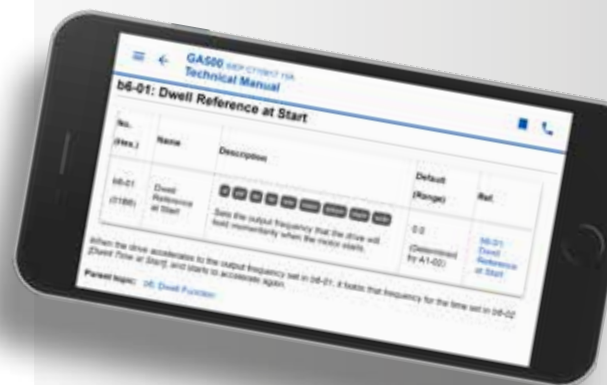 GA500
Technical Manual
b6-01: Dwell Reference at Start
No.
(Hex.)
Name
Description
Default
(Range)
Ref.
b6-01
Dwell
Reference
at Start
Sets the output frequency that the drive will
hold momentarily when the motor starts.
0.0
(Determined
by A1-02)
b6-01
Dwell
Reference
at Start
When the drive accelerates to the output frequency set in b6-01, it holds that frequency for the time set in b6-02
[Dwell Time at Start], and starts to accelerate again.
Parent topic: b6: Dwell Function